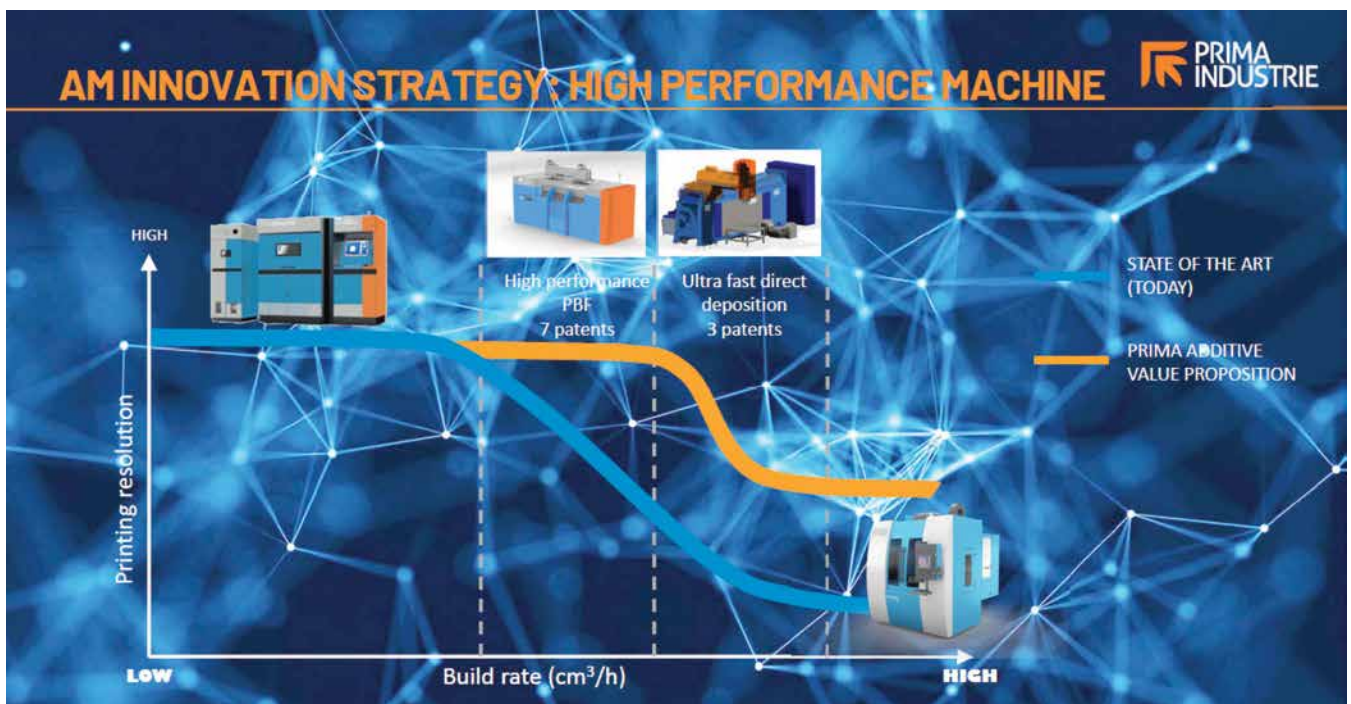 AM INNOVATION STRATEGY: HIGH PERFORMANCE MACHINE
PRIMA
INDUSTRIE
HIGH
High performance
PBF
7 patents
Ultra fast direct
deposition
3 patents
STATE OF THE ART
(TODAY)
PRIMA ADDITIVE
VALUE PROPOSITION
Printing resolution
LOW
Build rate (cm³/h)
HIGH